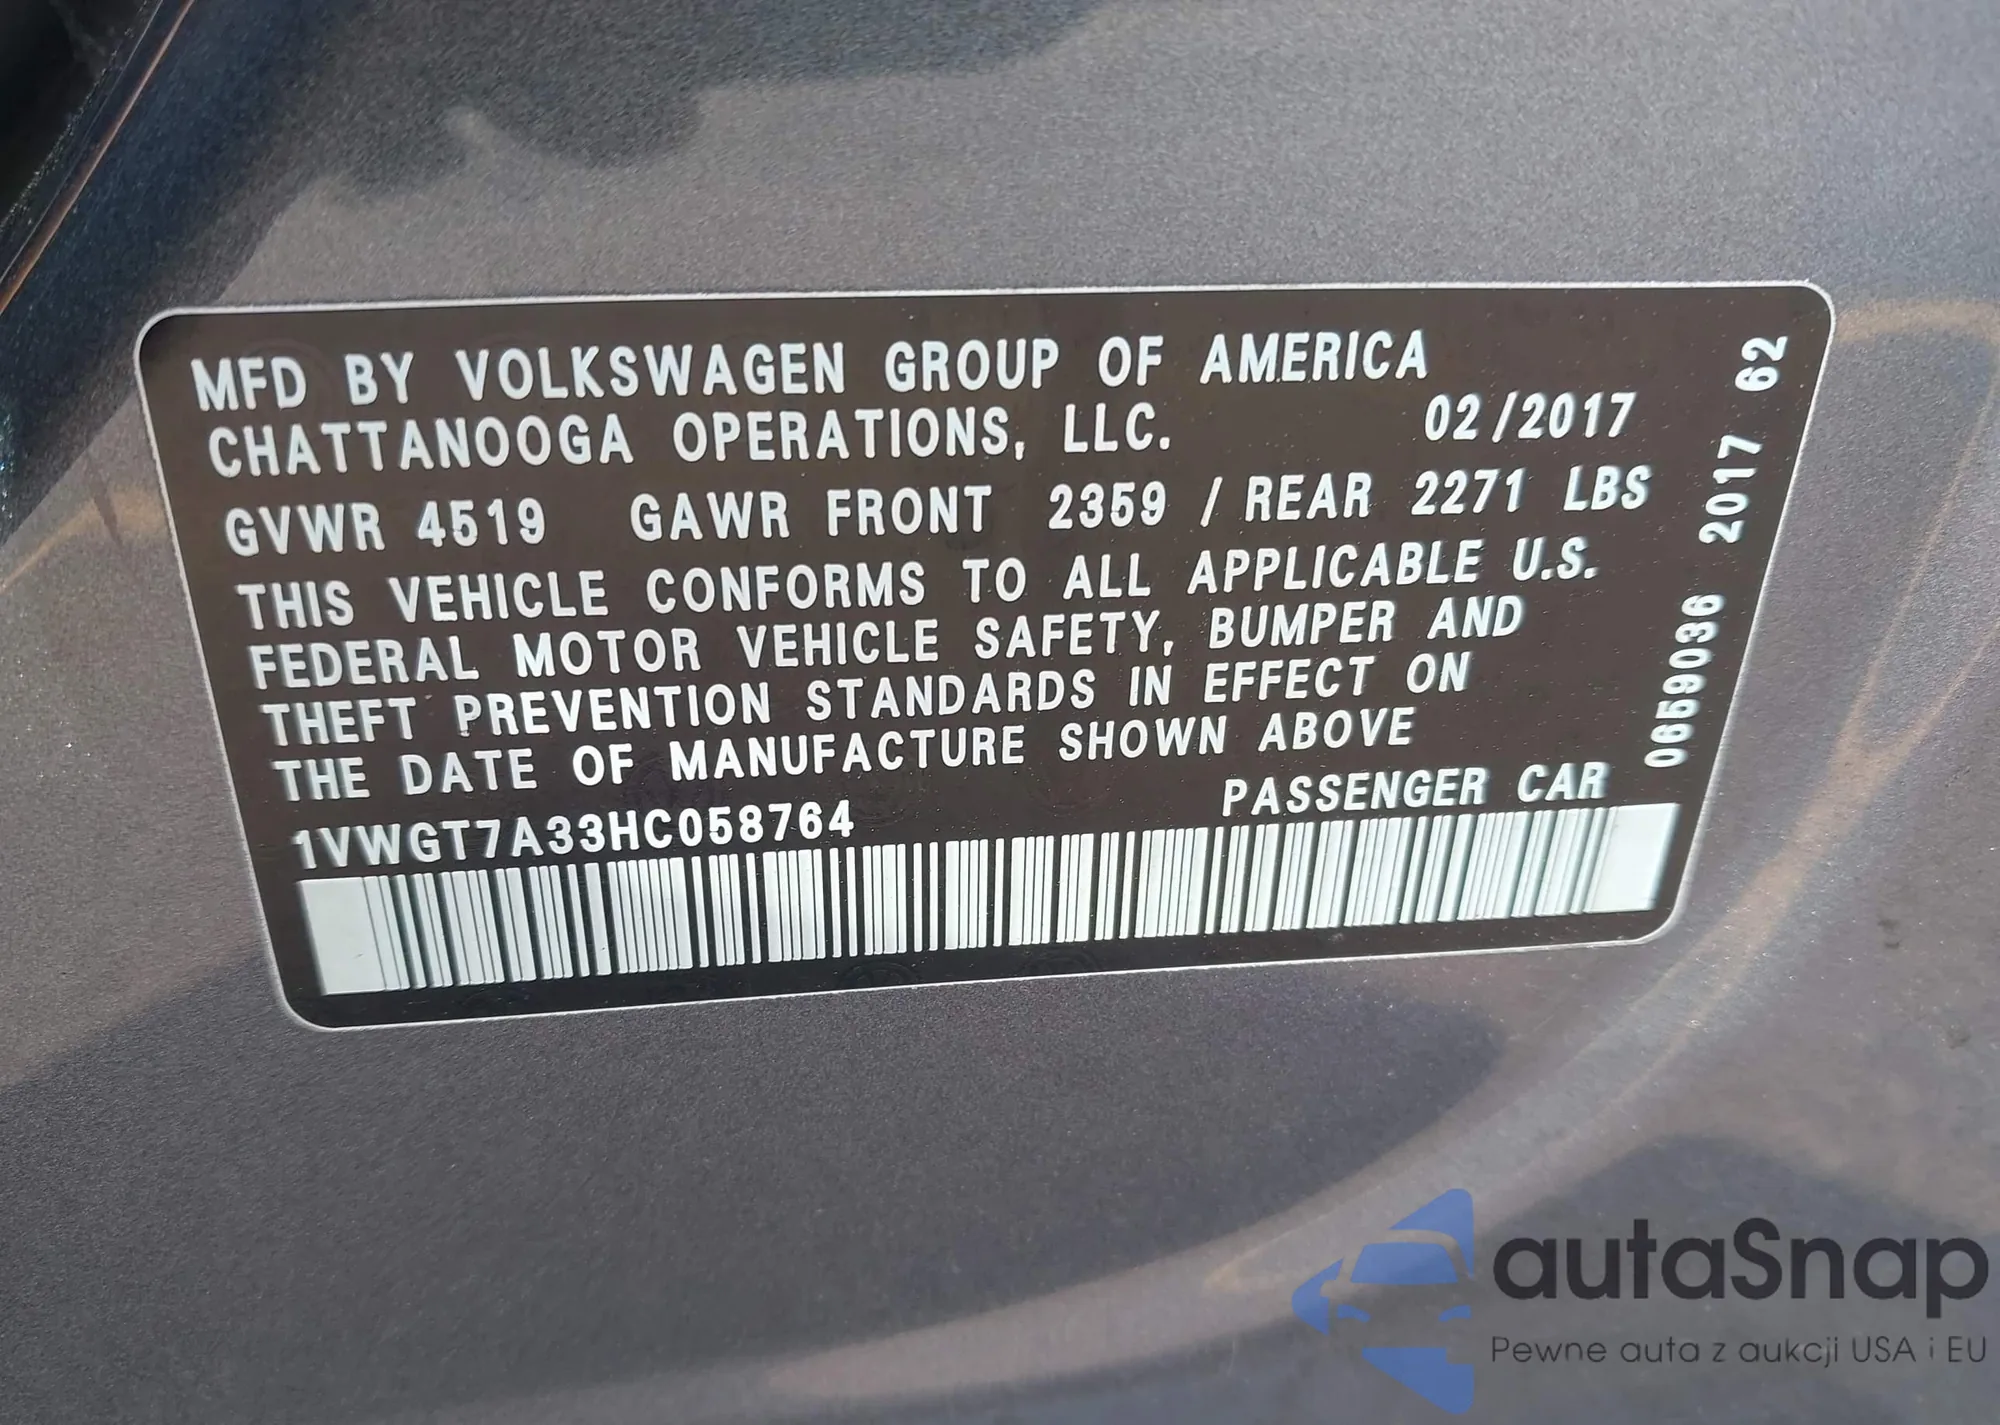 MFD BY VOLKSWAGEN GROUP OF AMERICA
CHATTANOOGA OPERATIONS, LLC. 02/2017
GVWR 4519 GAWR FRONT 2359 / REAR 2271 LBS
THIS VEHICLE CONFORMS TO ALL APPLICABLE U.S.
FEDERAL MOTOR VEHICLE SAFETY, BUMPER AND
THEFT PREVENTION STANDARDS IN EFFECT ON
THE DATE OF MANUFACTURE SHOWN ABOVE
1VWGT7A33HC058764 PASSENGER CAR
0659036 2017 62
autaSnap
Pewne auta z aukcji USA i EU